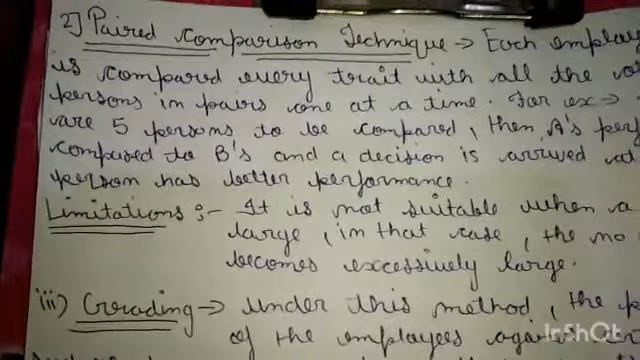 2] Paired Comparison Technique → Each employ
is compared every trait with all the
persons in pairs one at a time. For ex →
are 5 persons to be compared, then A's perf
compared to B's and a decision is arrived at
person has better performance.
Limitations :- It is not suitable when a
large, in that case, the no
becomes excessively large.
iii) Grading → Under this method, the p
of the employees again
InShot